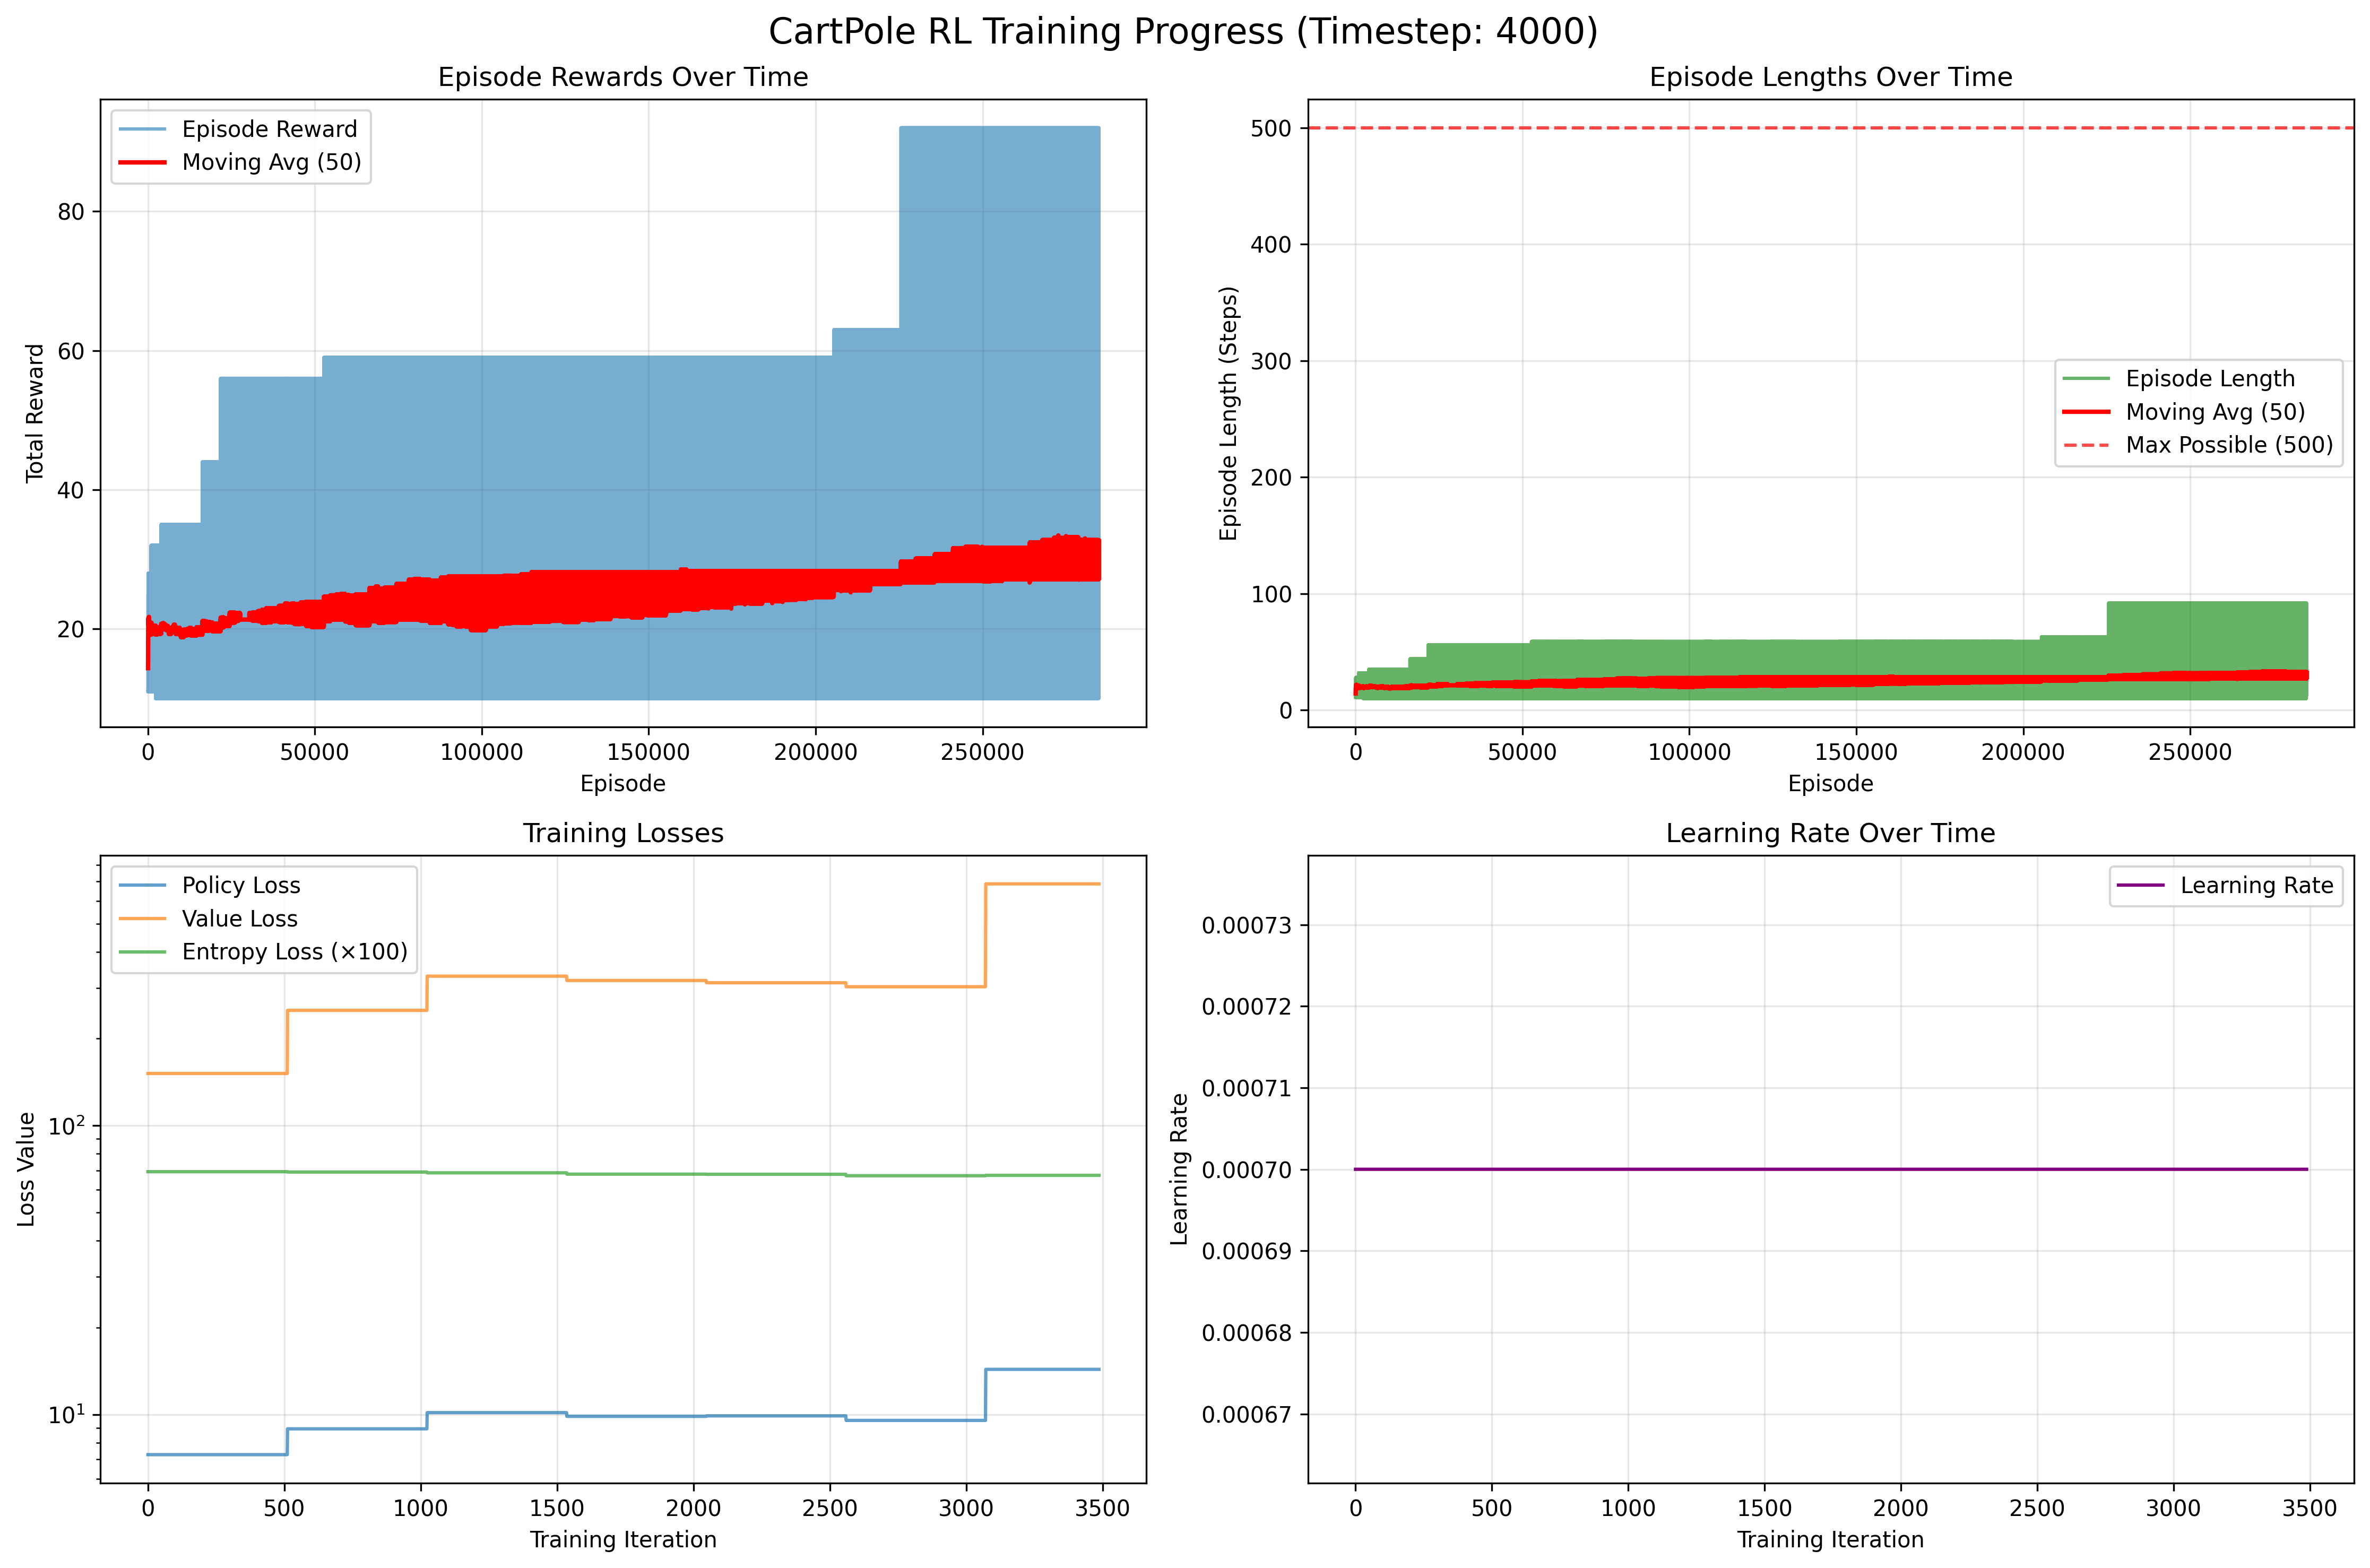 CartPole RL Training Progress (Timestep: 4000)
Episode Rewards Over Time
Episode Reward
Moving Avg (50)
Total Reward
80
60
40
20
0
50000
100000
150000
200000
250000
Episode
Episode Lengths Over Time
Episode Length (Steps)
500
400
300
200
100
0
Episode Length
Moving Avg (50)
Max Possible (500)
0
50000
100000
150000
200000
250000
Episode
Training Losses
Policy Loss
Value Loss
Entropy Loss (×100)
Loss Value
10²
10¹
0
500
1000
1500
2000
2500
3000
3500
Training Iteration
Learning Rate Over Time
Learning Rate
Learning Rate
0.00073
0.00072
0.00071
0.00070
0.00069
0.00068
0.00067
0
500
1000
1500
2000
2500
3000
3500
Training Iteration